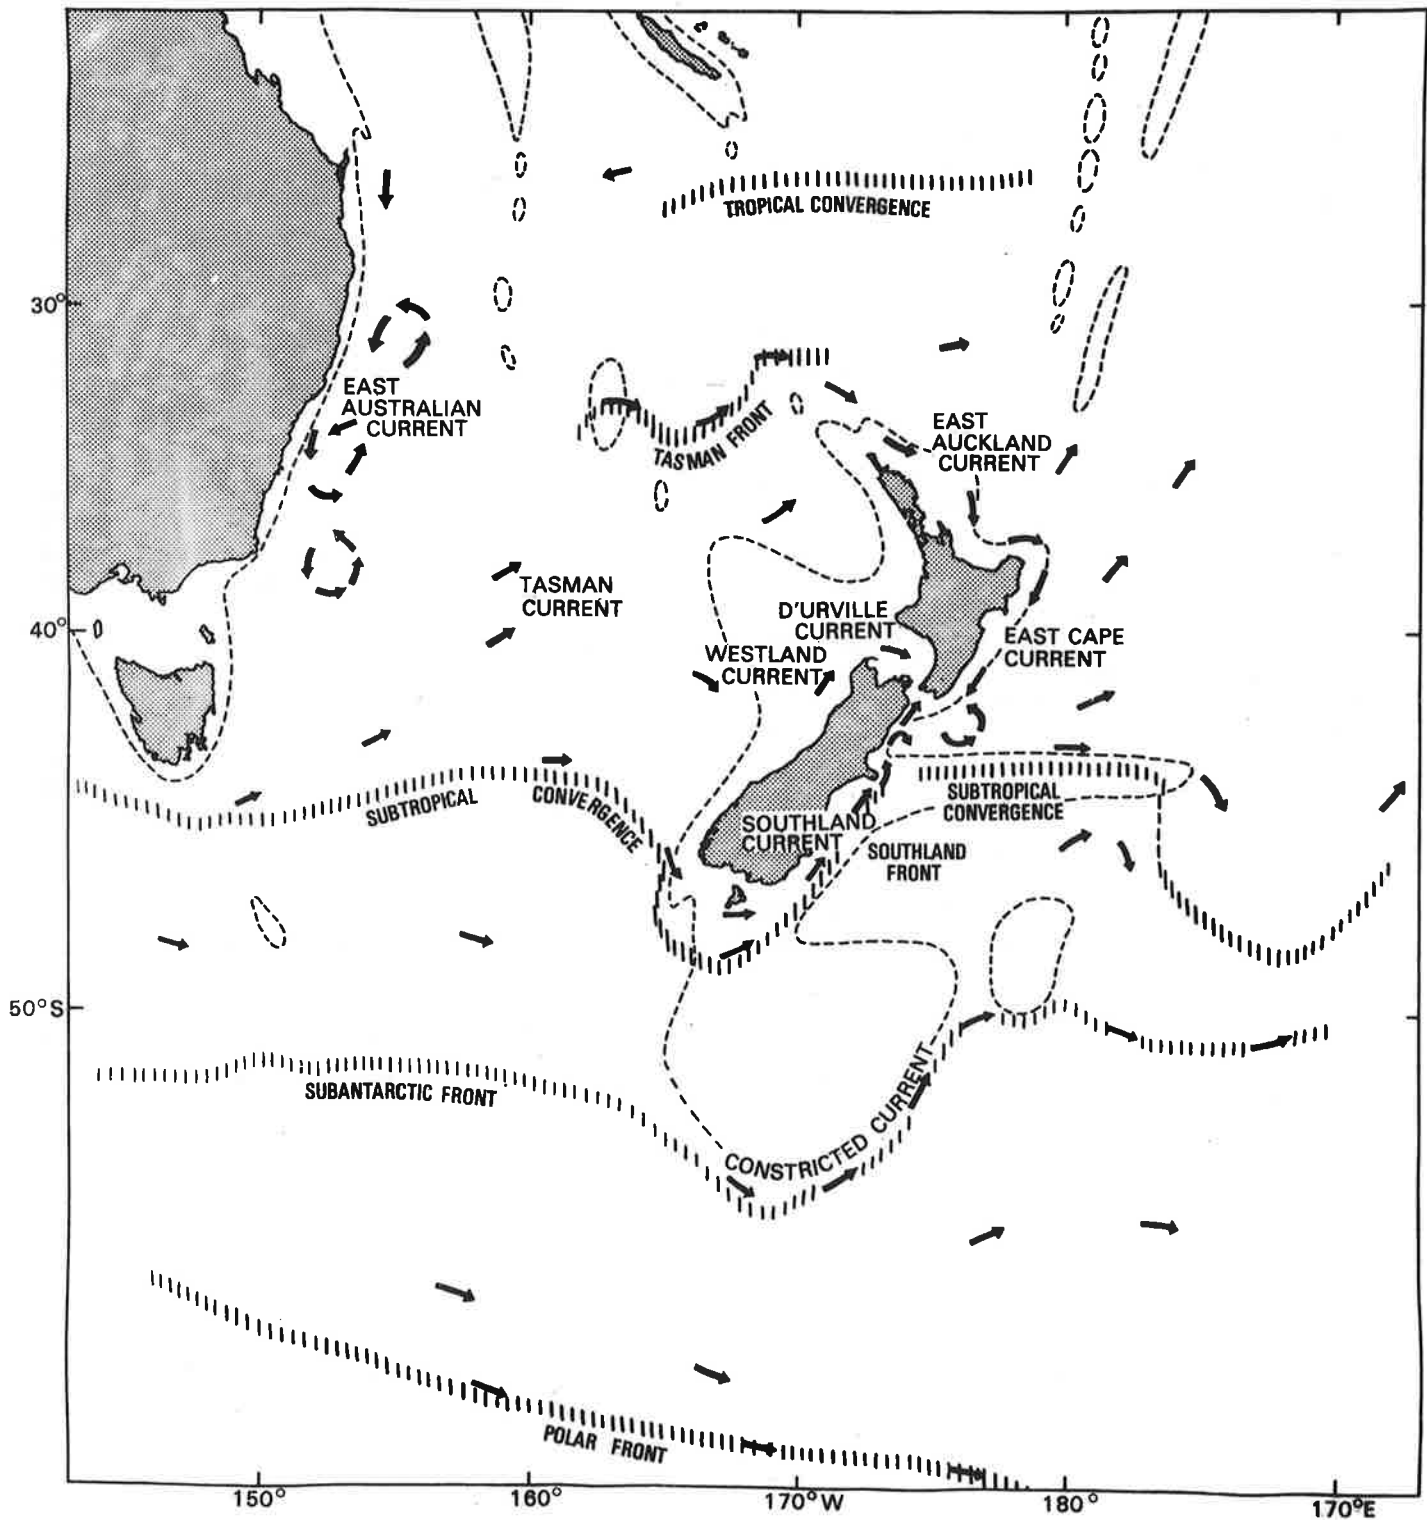 TROPICAL CONVERGENCE
30°
EAST
AUSTRALIAN
CURRENT
TASMAN FRONT
EAST
AUCKLAND
CURRENT
TASMAN
CURRENT
40°
D'URVILLE
CURRENT
WESTLAND
CURRENT
EAST CAPE
CURRENT
SUBTROPICAL CONVERGENCE
SUBTROPICAL
CONVERGENCE
SOUTHLAND
CURRENT
SOUTHLAND
FRONT
50°S
SUBANTARCTIC FRONT
CONSTRICTED CURRENT
POLAR FRONT
150° 160° 170°W 180° 170°E